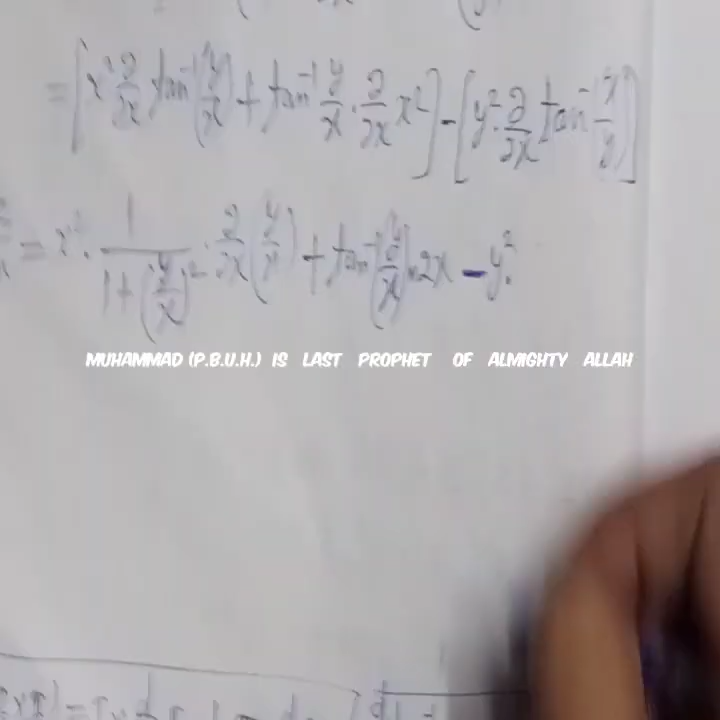 = [x² ∂/∂x tan⁻¹(y/x) + tan⁻¹ y/x · ∂/∂x x²] - [y² · ∂/∂x tan⁻¹(x/y)]
= x² · 1/(1+(y/x)²) · ∂/∂x (y/x) + tan⁻¹(y/x) · 2x - y² ·
MUHAMMAD (P.B.U.H.) IS LAST PROPHET OF ALMIGHTY ALLAH